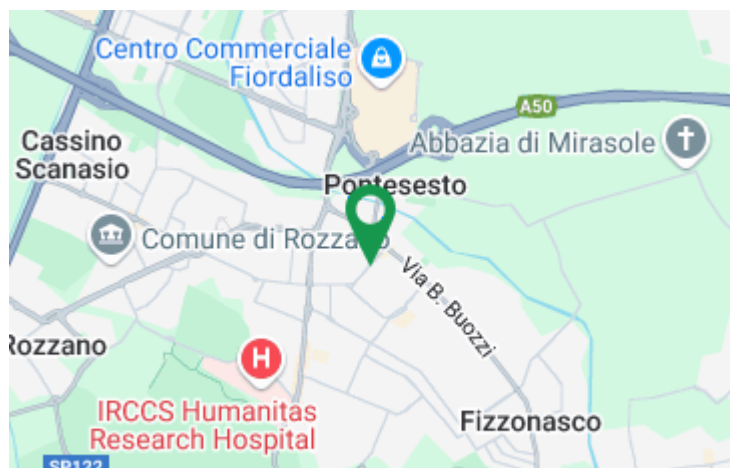 Centro Commerciale
Fiordaliso
A50
Cassino
Scanasio
Abbazia di Mirasole
Pontesesto
Comune di Rozzano
Via B. Buozzi
Rozzano
H
IRCCS Humanitas
Research Hospital
Fizzonasco
SP122